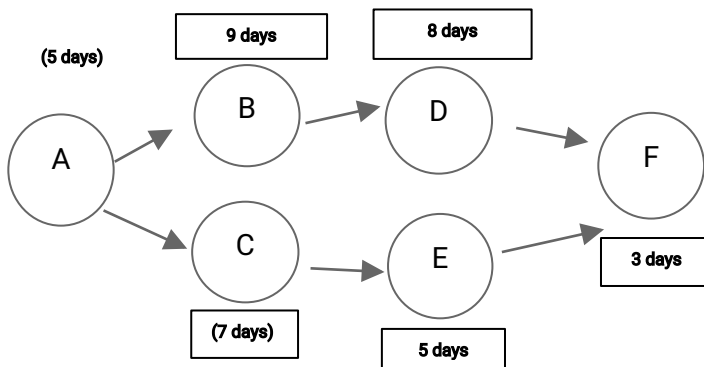 9 days
8 days
(5 days)
B
D
A
F
C
E
3 days
(7 days)
5 days